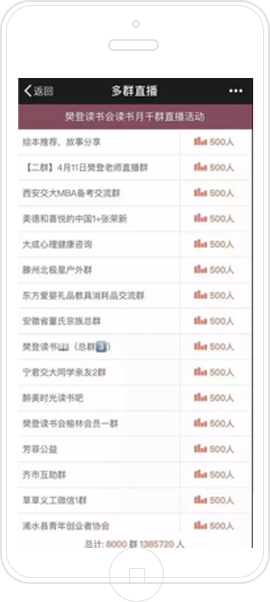 返回 多群直播 •••
樊登读书会读书月千群直播活动
绘本推荐，故事分享 500人
【二群】4月11日樊登老师直播群 500人
西安交大MBA备考交流群 500人
美德和喜悦的中国1+张荣新 500人
大成心理健康咨询 500人
滕州北极星户外群 500人
东方爱婴礼品教具消耗品交流群 500人
安徽省董氏宗族总群 500人
樊登读书📖（总群3️⃣） 500人
宁君交大同学亲友2群 500人
醉美时光读书吧 500人
樊登读书会榆林会员一群 500人
芳菲公益 500人
齐市互助群 500人
草草义工微信1群 500人
浠水县青年创业者协会 500人
总计: 8000 群 1385720 人